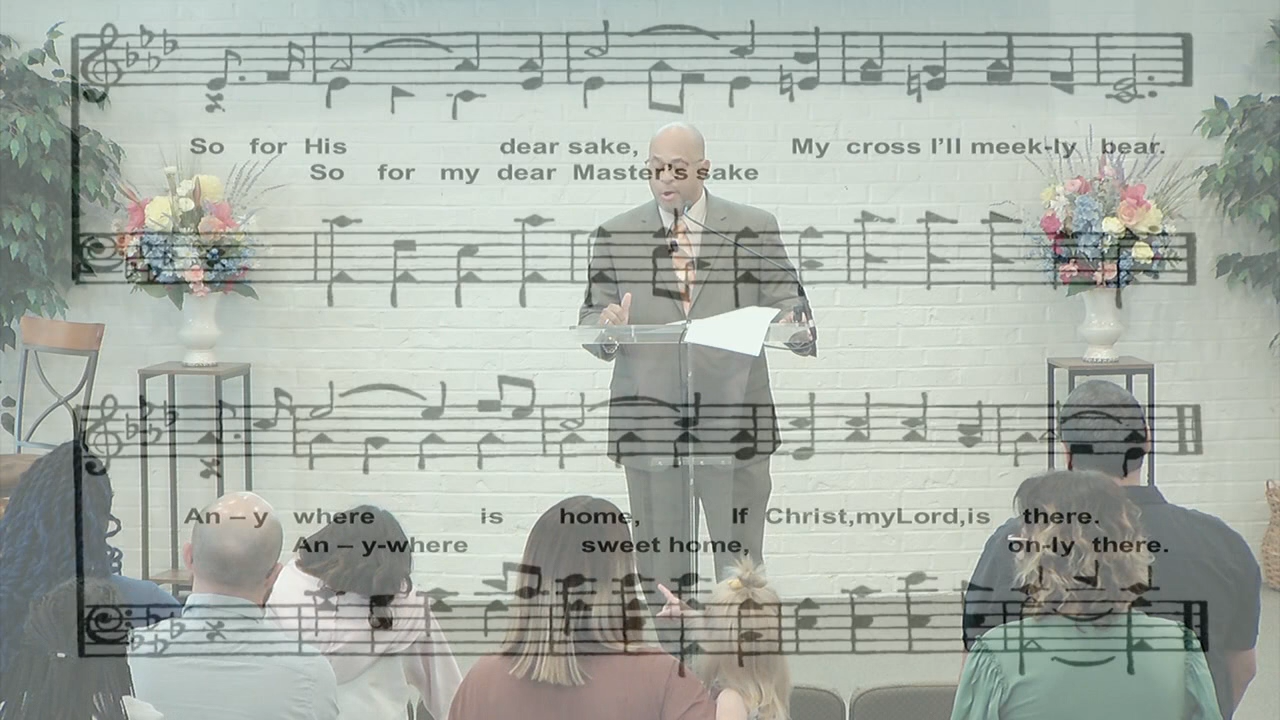 So for His dear sake, My cross I'll meek-ly bear.
So for my dear Master's sake
An – y where is home, If Christ,myLord,is there.
An – y-where sweet home, on-ly there.